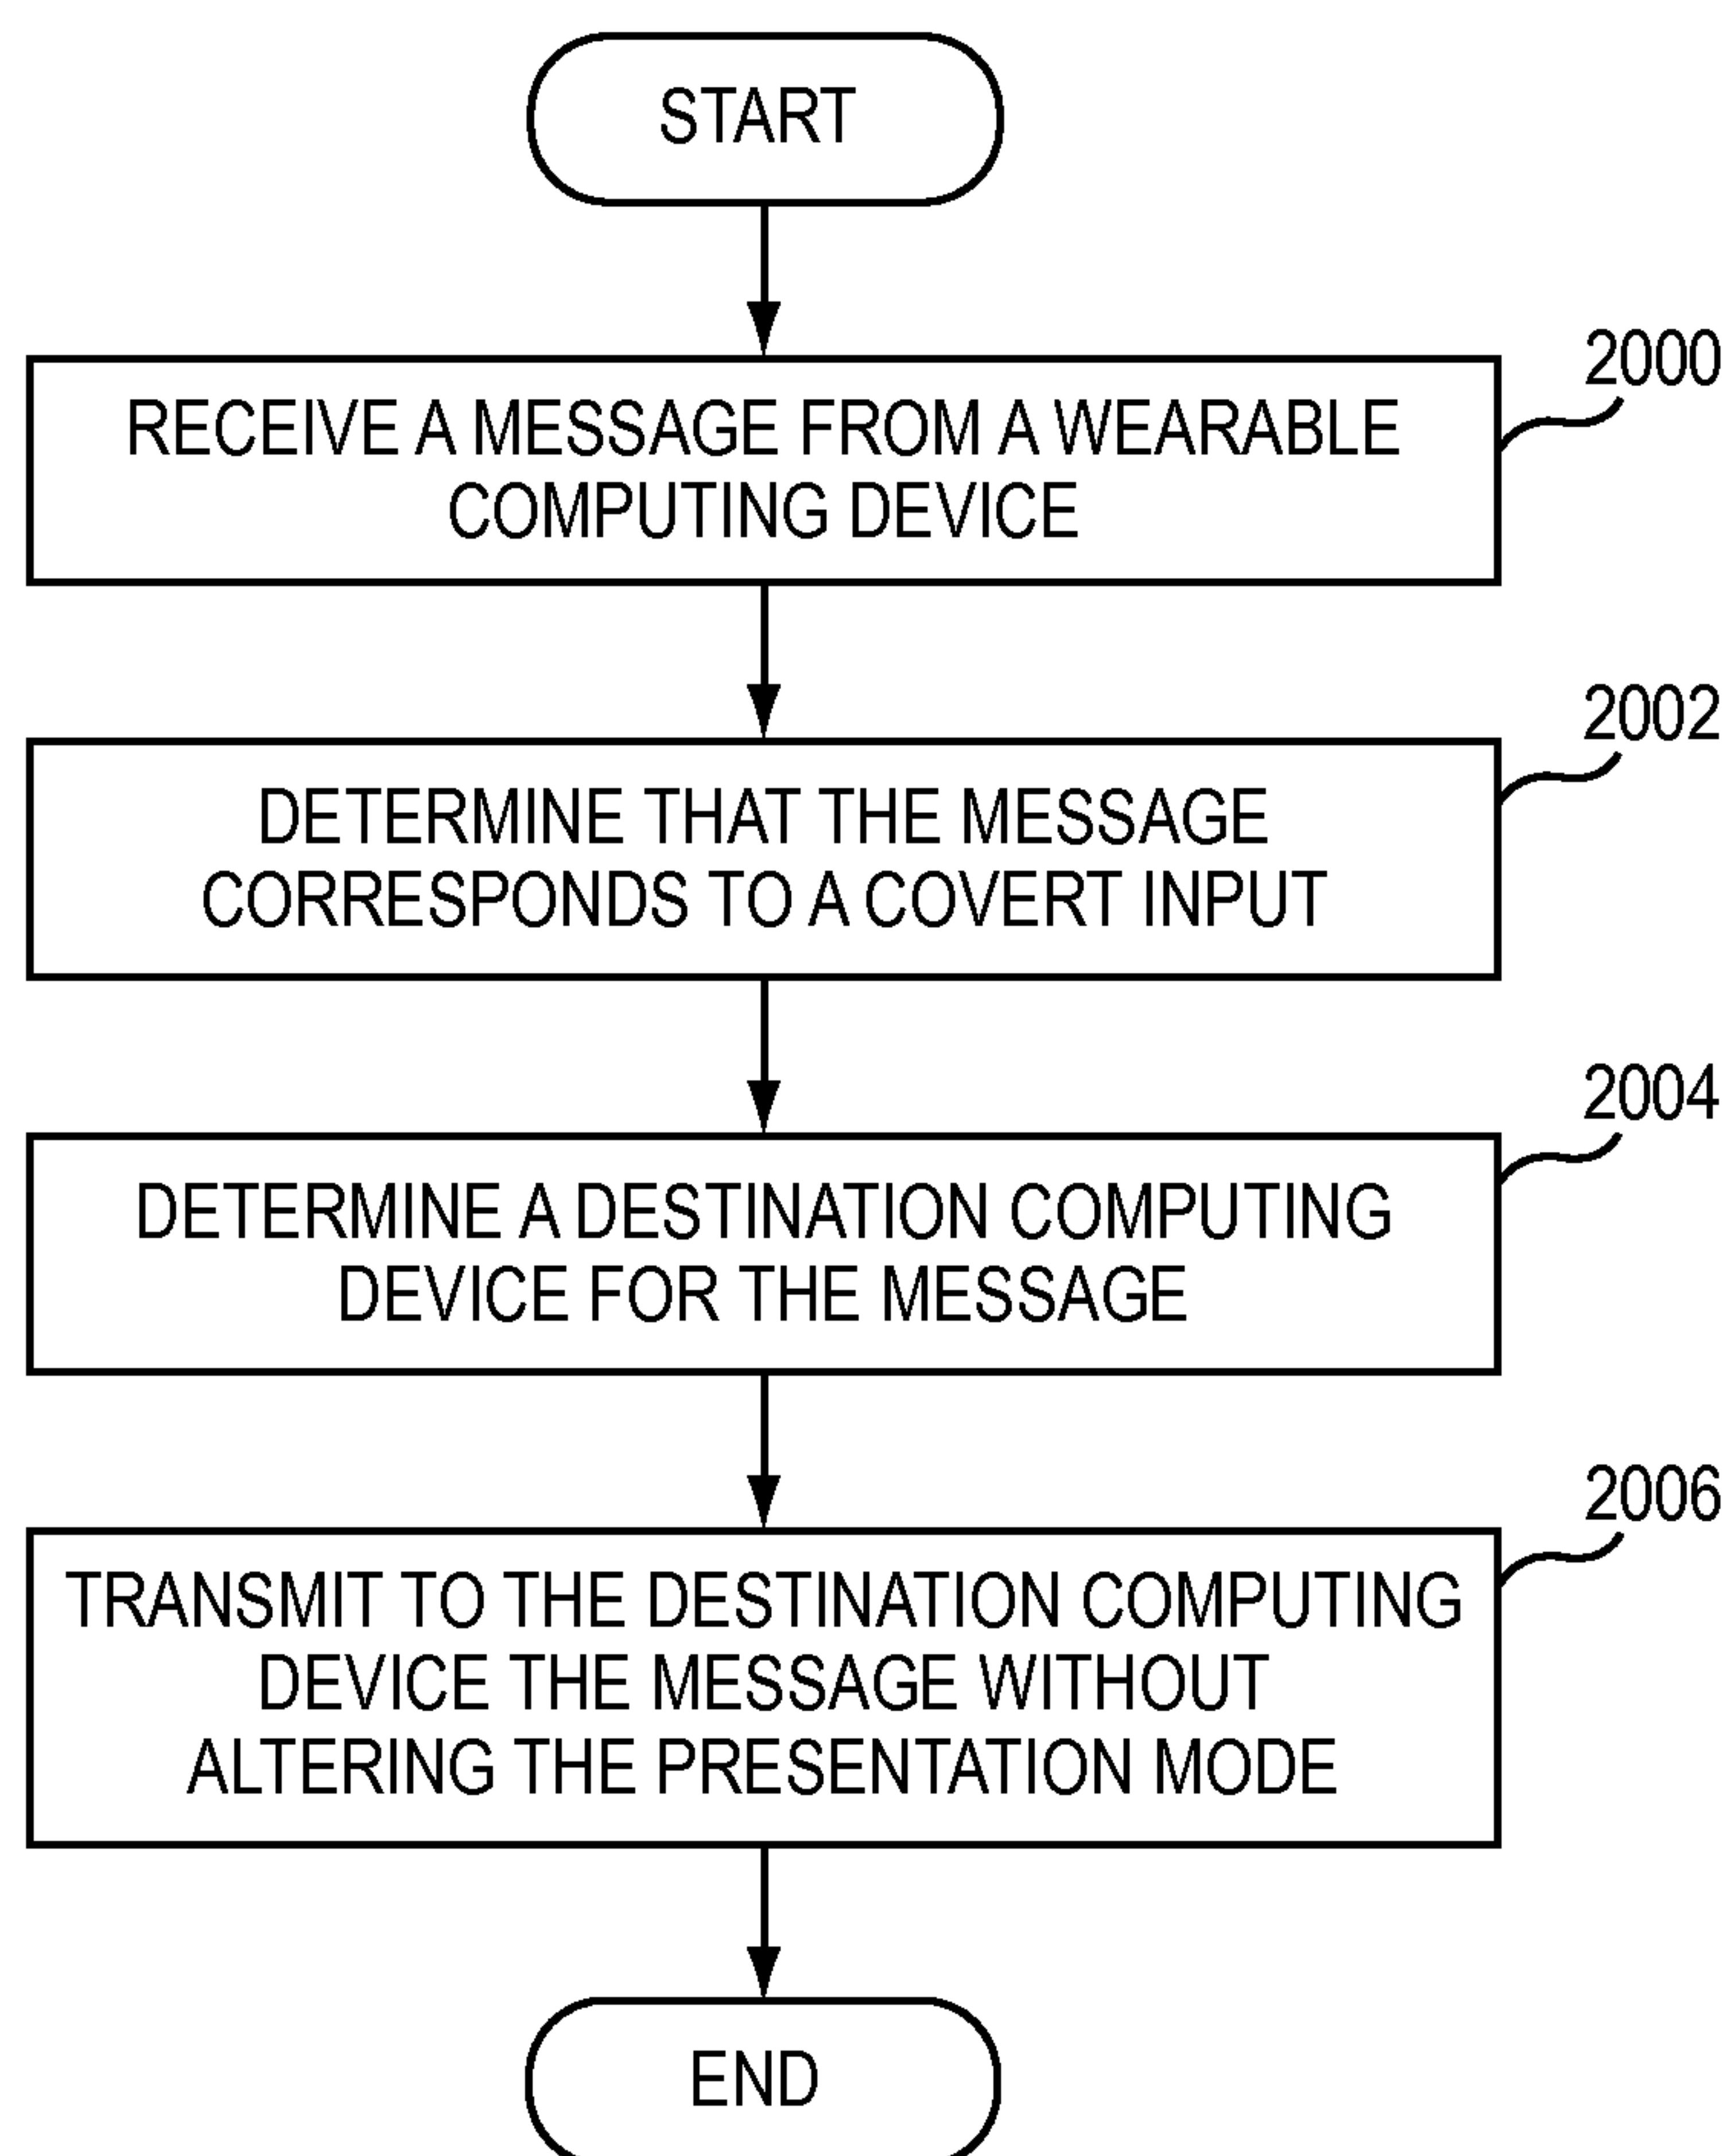 START
2000
RECEIVE A MESSAGE FROM A WEARABLE
COMPUTING DEVICE
2002
DETERMINE THAT THE MESSAGE
CORRESPONDS TO A COVERT INPUT
2004
DETERMINE A DESTINATION COMPUTING
DEVICE FOR THE MESSAGE
2006
TRANSMIT TO THE DESTINATION COMPUTING
DEVICE THE MESSAGE WITHOUT
ALTERING THE PRESENTATION MODE
END